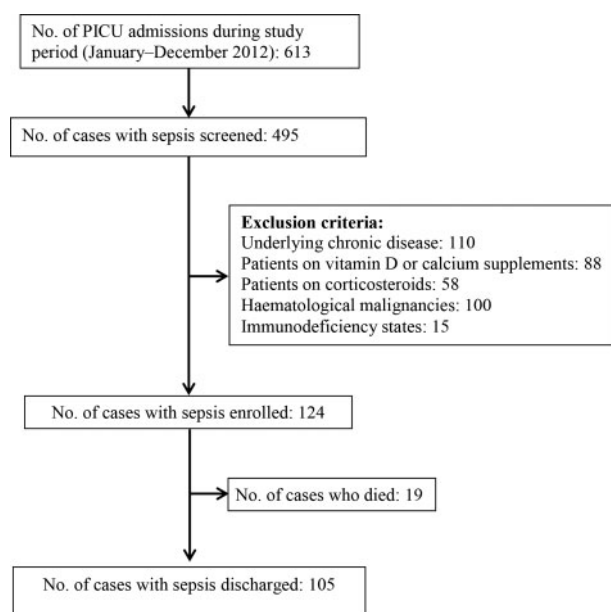 No. of PICU admissions during study
period (January–December 2012): 613
No. of cases with sepsis screened: 495
Exclusion criteria:
Underlying chronic disease: 110
Patients on vitamin D or calcium supplements: 88
Patients on corticosteroids: 58
Haematological malignancies: 100
Immunodeficiency states: 15
No. of cases with sepsis enrolled: 124
No. of cases who died: 19
No. of cases with sepsis discharged: 105